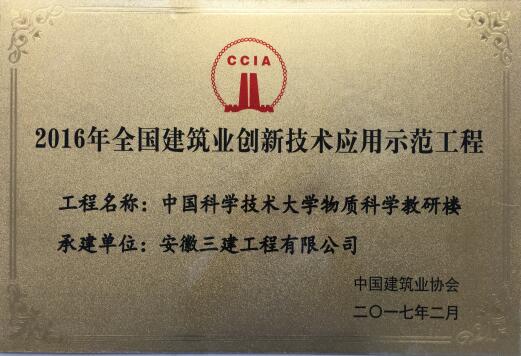 CCIA
2016年全国建筑业创新技术应用示范工程
工程名称：中国科学技术大学物质科学教研楼
承建单位：安徽三建工程有限公司
中国建筑业协会
二〇一七年二月